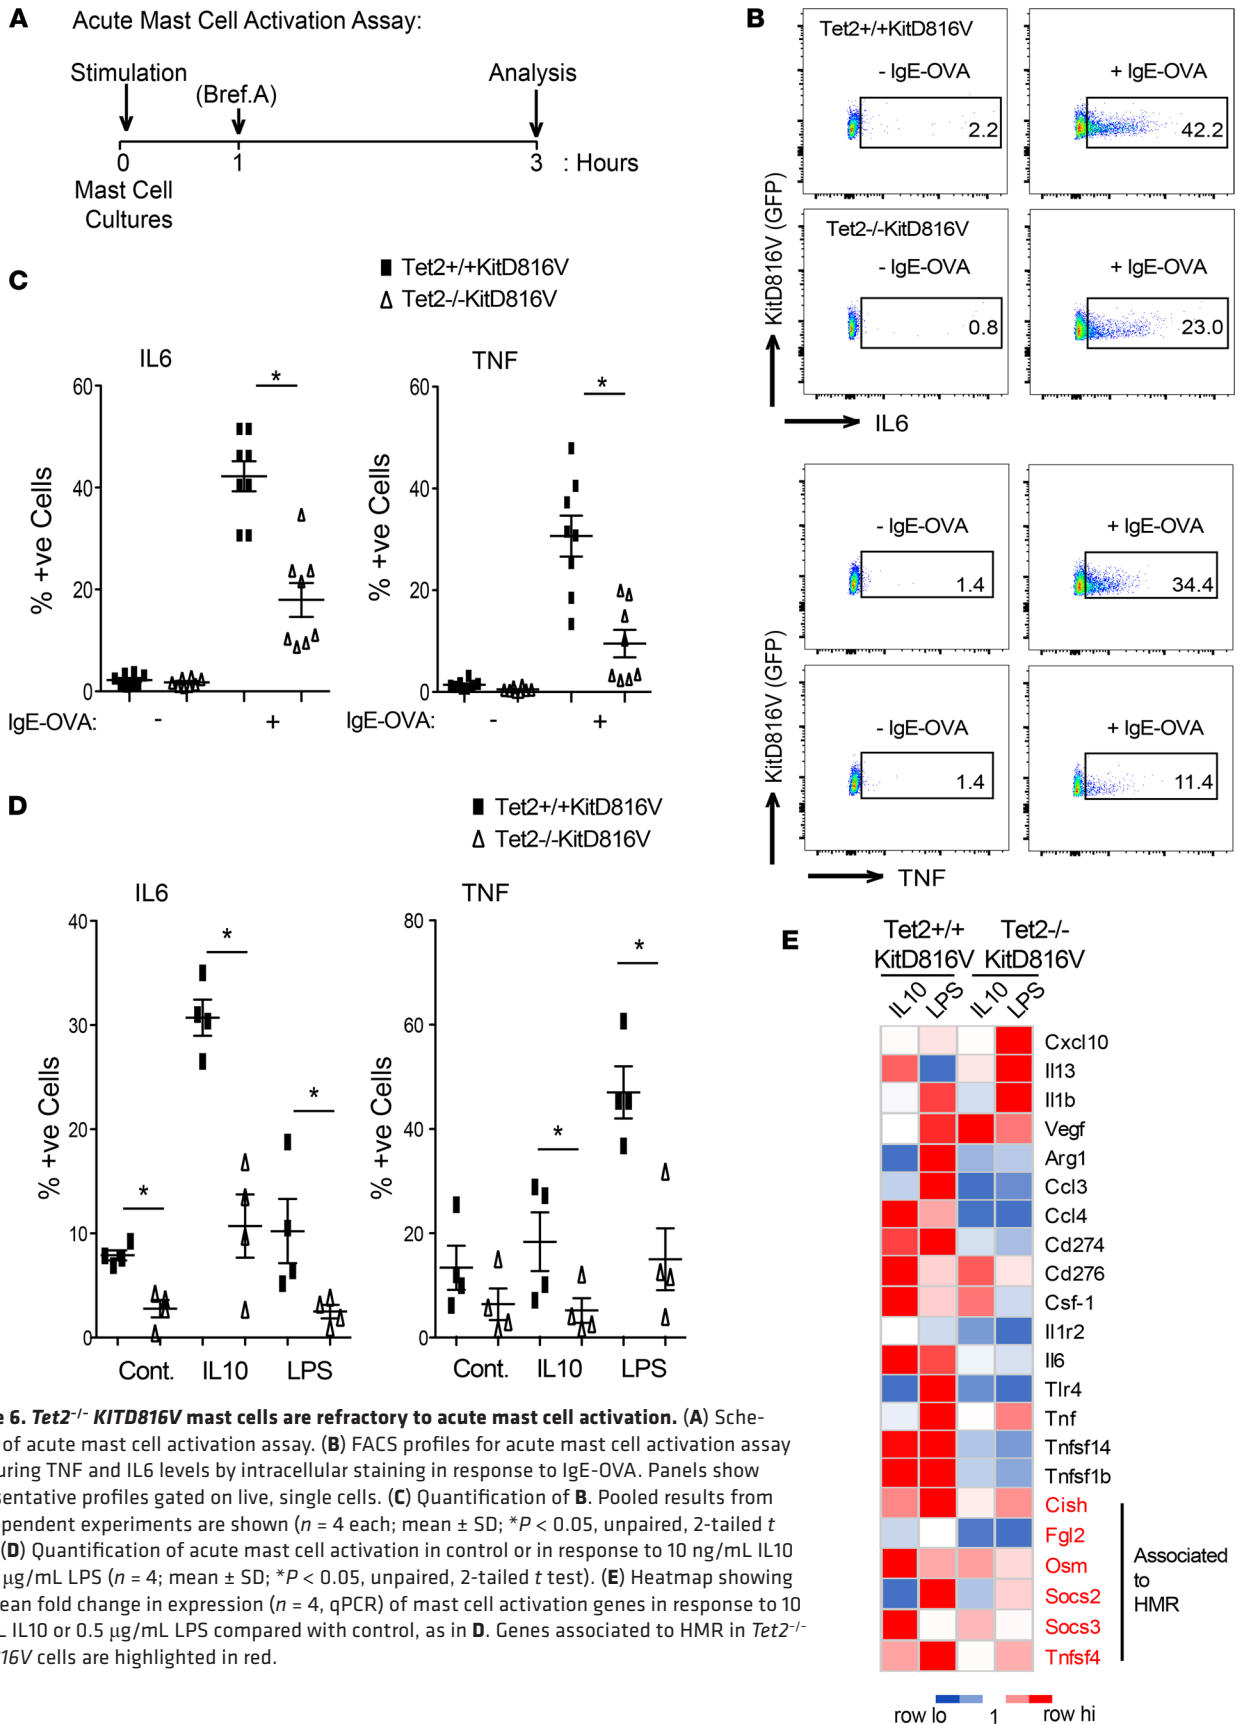 A
Acute Mast Cell Activation Assay:
Stimulation
(Bref.A)
Analysis
0
1
3
: Hours
Mast Cell
Cultures
B
Tet2+/+KitD816V
- IgE-OVA
+ IgE-OVA
2.2
42.2
Tet2-/-KitD816V
- IgE-OVA
+ IgE-OVA
0.8
23.0
KitD816V (GFP)
IL6
- IgE-OVA
+ IgE-OVA
1.4
34.4
- IgE-OVA
+ IgE-OVA
1.4
11.4
KitD816V (GFP)
TNF
C
Tet2+/+KitD816V
Tet2-/-KitD816V
IL6
% +ve Cells
60
40
20
0
*
IgE-OVA:
-
+
TNF
% +ve Cells
60
40
20
0
*
IgE-OVA:
-
+
D
Tet2+/+KitD816V
Tet2-/-KitD816V
IL6
% +ve Cells
40
30
20
10
0
*
*
*
Cont.
IL10
LPS
TNF
% +ve Cells
80
60
40
20
0
*
*
Cont.
IL10
LPS
E
Tet2+/+
KitD816V
Tet2-/-
KitD816V
IL10
LPS
IL10
LPS
Cxcl10
Il13
Il1b
Vegf
Arg1
Ccl3
Ccl4
Cd274
Cd276
Csf-1
Il1r2
Il6
Tlr4
Tnf
Tnfsf14
Tnfsf1b
Cish
Fgl2
Osm
Socs2
Socs3
Tnfsf4
Associated
to
HMR
row lo
1
row hi
e 6. Tet2−/− KITD816V mast cells are refractory to acute mast cell activation. (A) Sche-
of acute mast cell activation assay. (B) FACS profiles for acute mast cell activation assay
uring TNF and IL6 levels by intracellular staining in response to IgE-OVA. Panels show
sentative profiles gated on live, single cells. (C) Quantification of B. Pooled results from
pendent experiments are shown (n = 4 each; mean ± SD; *P < 0.05, unpaired, 2-tailed t
(D) Quantification of acute mast cell activation in control or in response to 10 ng/mL IL10
μg/mL LPS (n = 4; mean ± SD; *P < 0.05, unpaired, 2-tailed t test). (E) Heatmap showing
ean fold change in expression (n = 4, qPCR) of mast cell activation genes in response to 10
L IL10 or 0.5 μg/mL LPS compared with control, as in D. Genes associated to HMR in Tet2−/−
16V cells are highlighted in red.